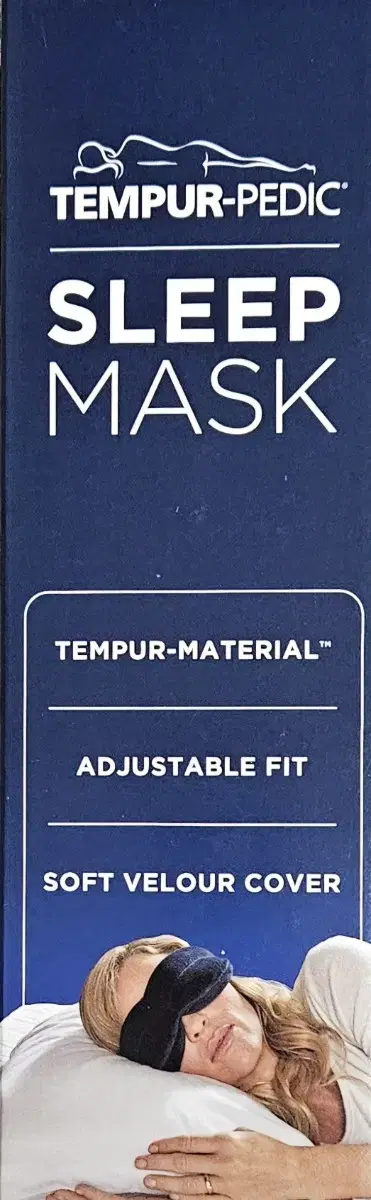 TEMPUR-PEDIC®
SLEEP
MASK
TEMPUR-MATERIAL™
ADJUSTABLE FIT
SOFT VELOUR COVER